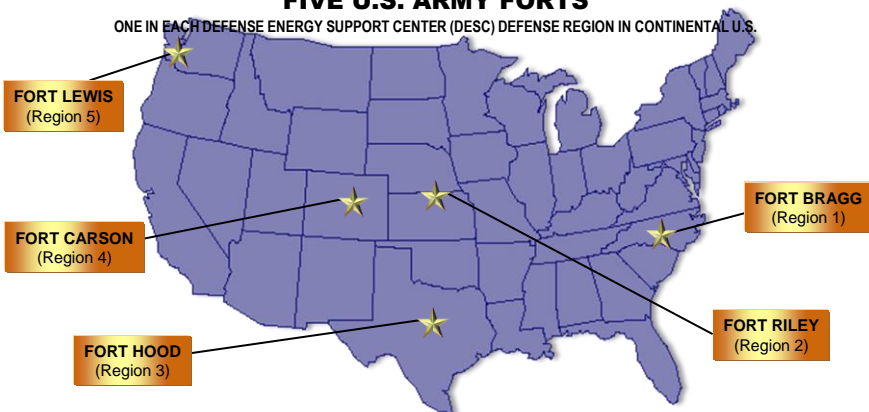 FIVE U.S. ARMY FORTS
ONE IN EACH DEFENSE ENERGY SUPPORT CENTER (DESC) DEFENSE REGION IN CONTINENTAL U.S.
FORT LEWIS
(Region 5)
FORT CARSON
(Region 4)
FORT HOOD
(Region 3)
FORT BRAGG
(Region 1)
FORT RILEY
(Region 2)